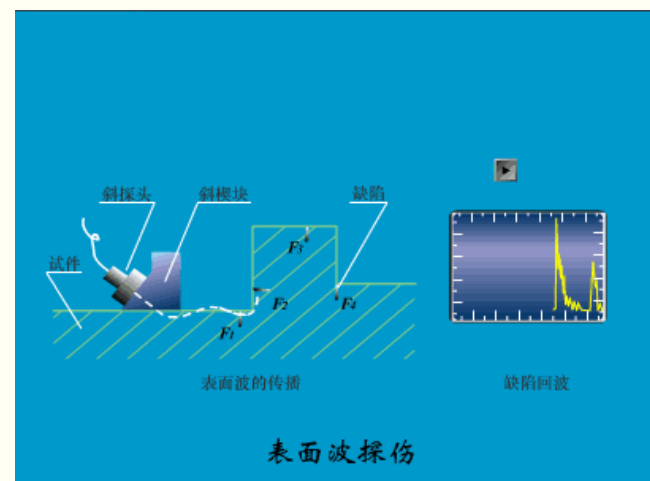 斜探头 斜楔块 缺陷
试件
F3
F2 F4
F1
表面波的传播 缺陷回波
表面波探伤